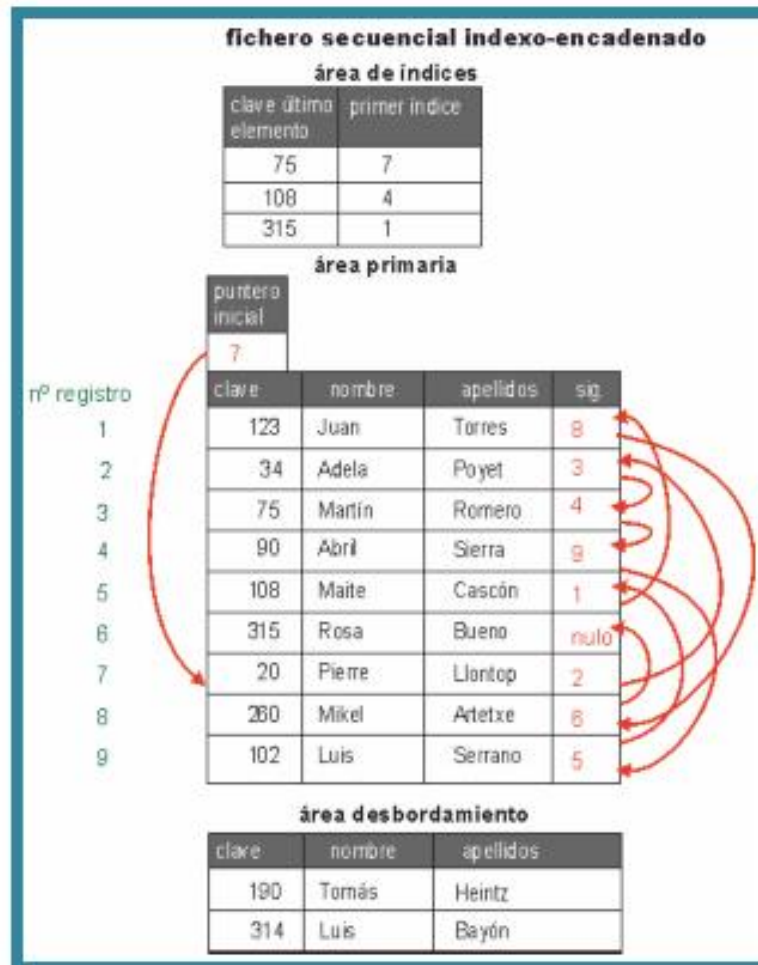 fichero secuencial indexo-encadenado
área de índices
clave último elemento primer indice
75 7
108 4
315 1
área primaria
puntero inicial
7
nº registro clave nombre apellidos sig.
1 123 Juan Torres 8
2 34 Adela Poyet 3
3 75 Martín Romero 4
4 90 Abril Sierra 9
5 108 Maite Cascón 1
6 315 Rosa Bueno nulo
7 20 Pierre Llontop 2
8 260 Mikel Artetxe 6
9 102 Luis Serrano 5
área desbordamiento
clave nombre apellidos
190 Tomás Heintz
314 Luis Bayón